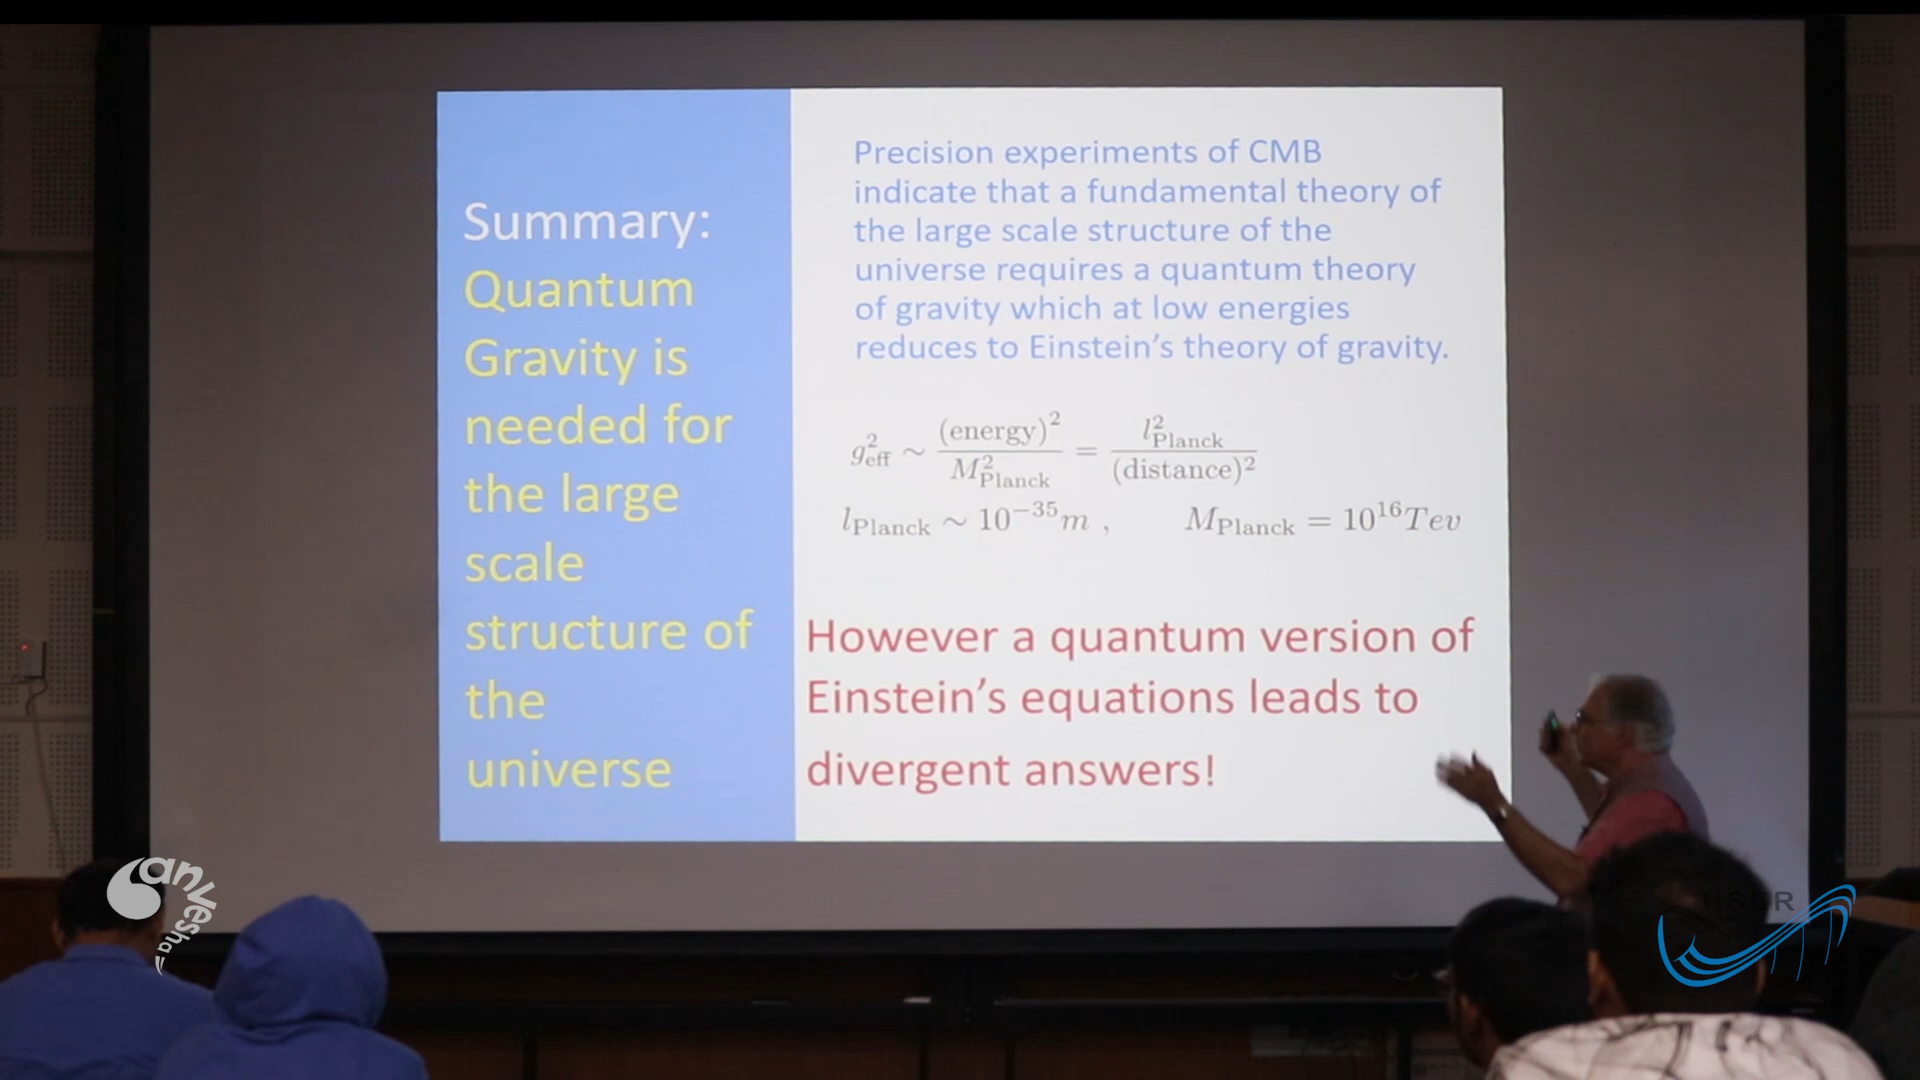 Summary:
Quantum
Gravity is
needed for
the large
scale
structure of
the
universe
Precision experiments of CMB
indicate that a fundamental theory of
the large scale structure of the
universe requires a quantum theory
of gravity which at low energies
reduces to Einstein's theory of gravity.
g²eff ∼ (energy)² / M²Planck = l²Planck / (distance)²
lPlanck ∼ 10⁻³⁵m , MPlanck = 10¹⁶Tev
However a quantum version of
Einstein's equations leads to
divergent answers!
anvesha
IISER